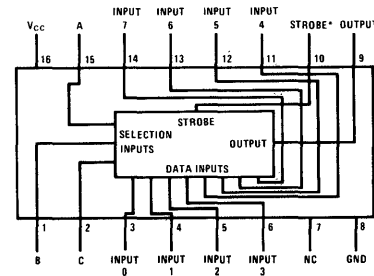 INPUT INPUT INPUT INPUT
VCC A 7 6 5 4 STROBE* OUTPUT
16 15 14 13 12 11 10 9
STROBE
SELECTION
INPUTS
OUTPUT
DATA INPUTS
1 2 3 4 5 6 7 8
B C INPUT INPUT INPUT INPUT NC GND
0 1 2 3